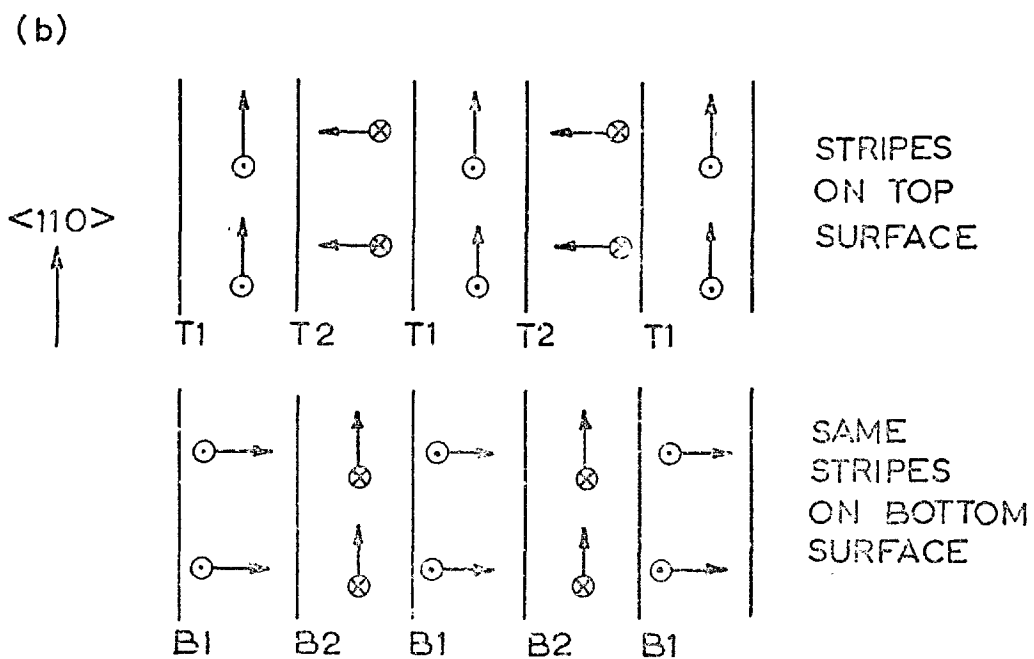 (b)
<110>
STRIPES
ON TOP
SURFACE
T1 T2 T1 T2 T1
SAME
STRIPES
ON BOTTOM
SURFACE
B1 B2 B1 B2 B1